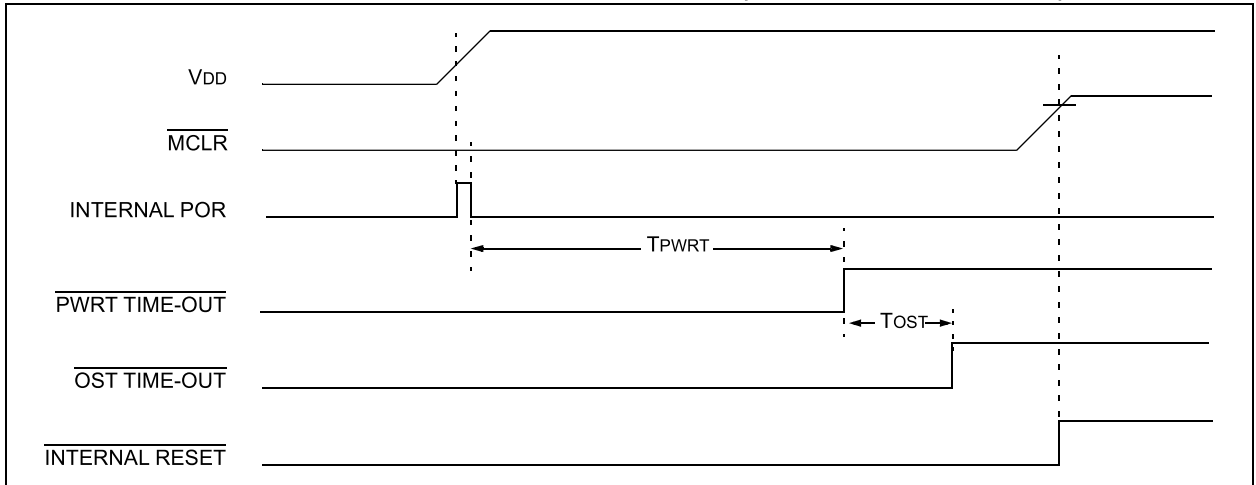 VDD
MCLR
INTERNAL POR
TPWRT
PWRT TIME-OUT
TOST
OST TIME-OUT
INTERNAL RESET